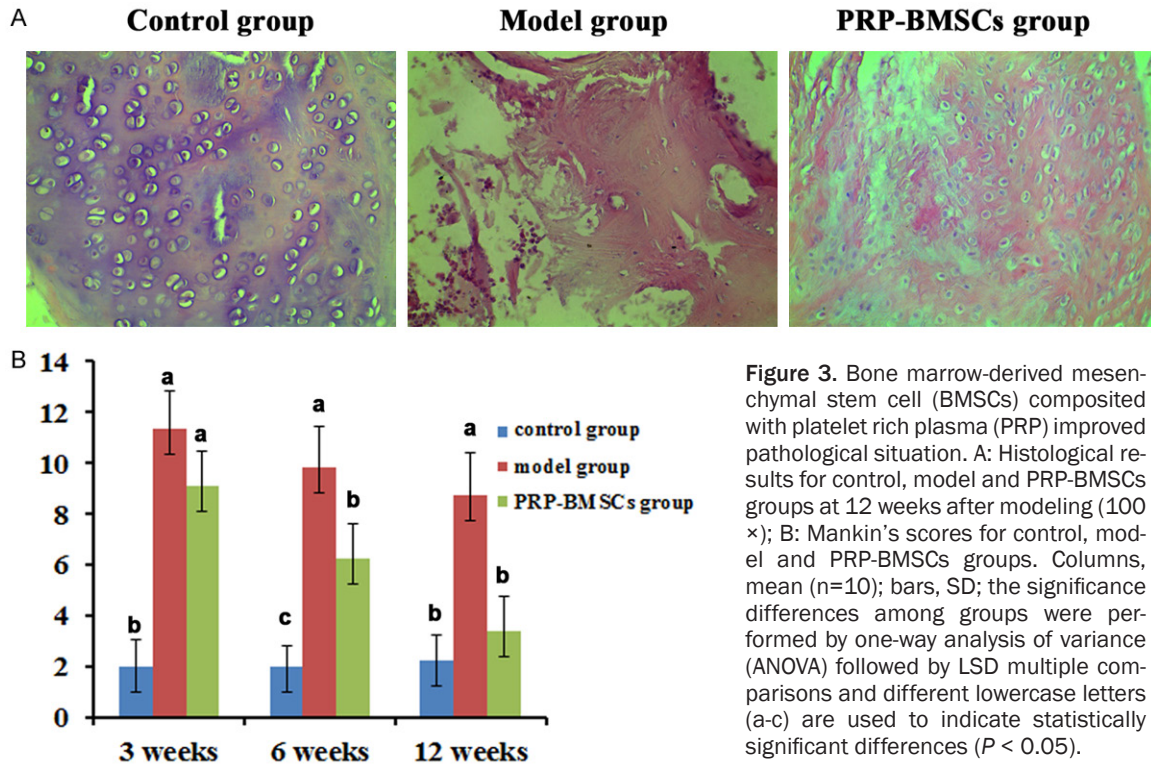 A
Control group
Model group
PRP-BMSCs group
B
14
12
10
8
6
4
2
0
b
a
a
c
a
b
b
a
b
3 weeks
6 weeks
12 weeks
control group
model group
PRP-BMSCs group
Figure 3. Bone marrow-derived mesen-
chymal stem cell (BMSCs) composited
with platelet rich plasma (PRP) improved
pathological situation. A: Histological re-
sults for control, model and PRP-BMSCs
groups at 12 weeks after modeling (100
×); B: Mankin's scores for control, mod-
el and PRP-BMSCs groups. Columns,
mean (n=10); bars, SD; the significance
differences among groups were per-
formed by one-way analysis of variance
(ANOVA) followed by LSD multiple com-
parisons and different lowercase letters
(a-c) are used to indicate statistically
significant differences (P < 0.05).